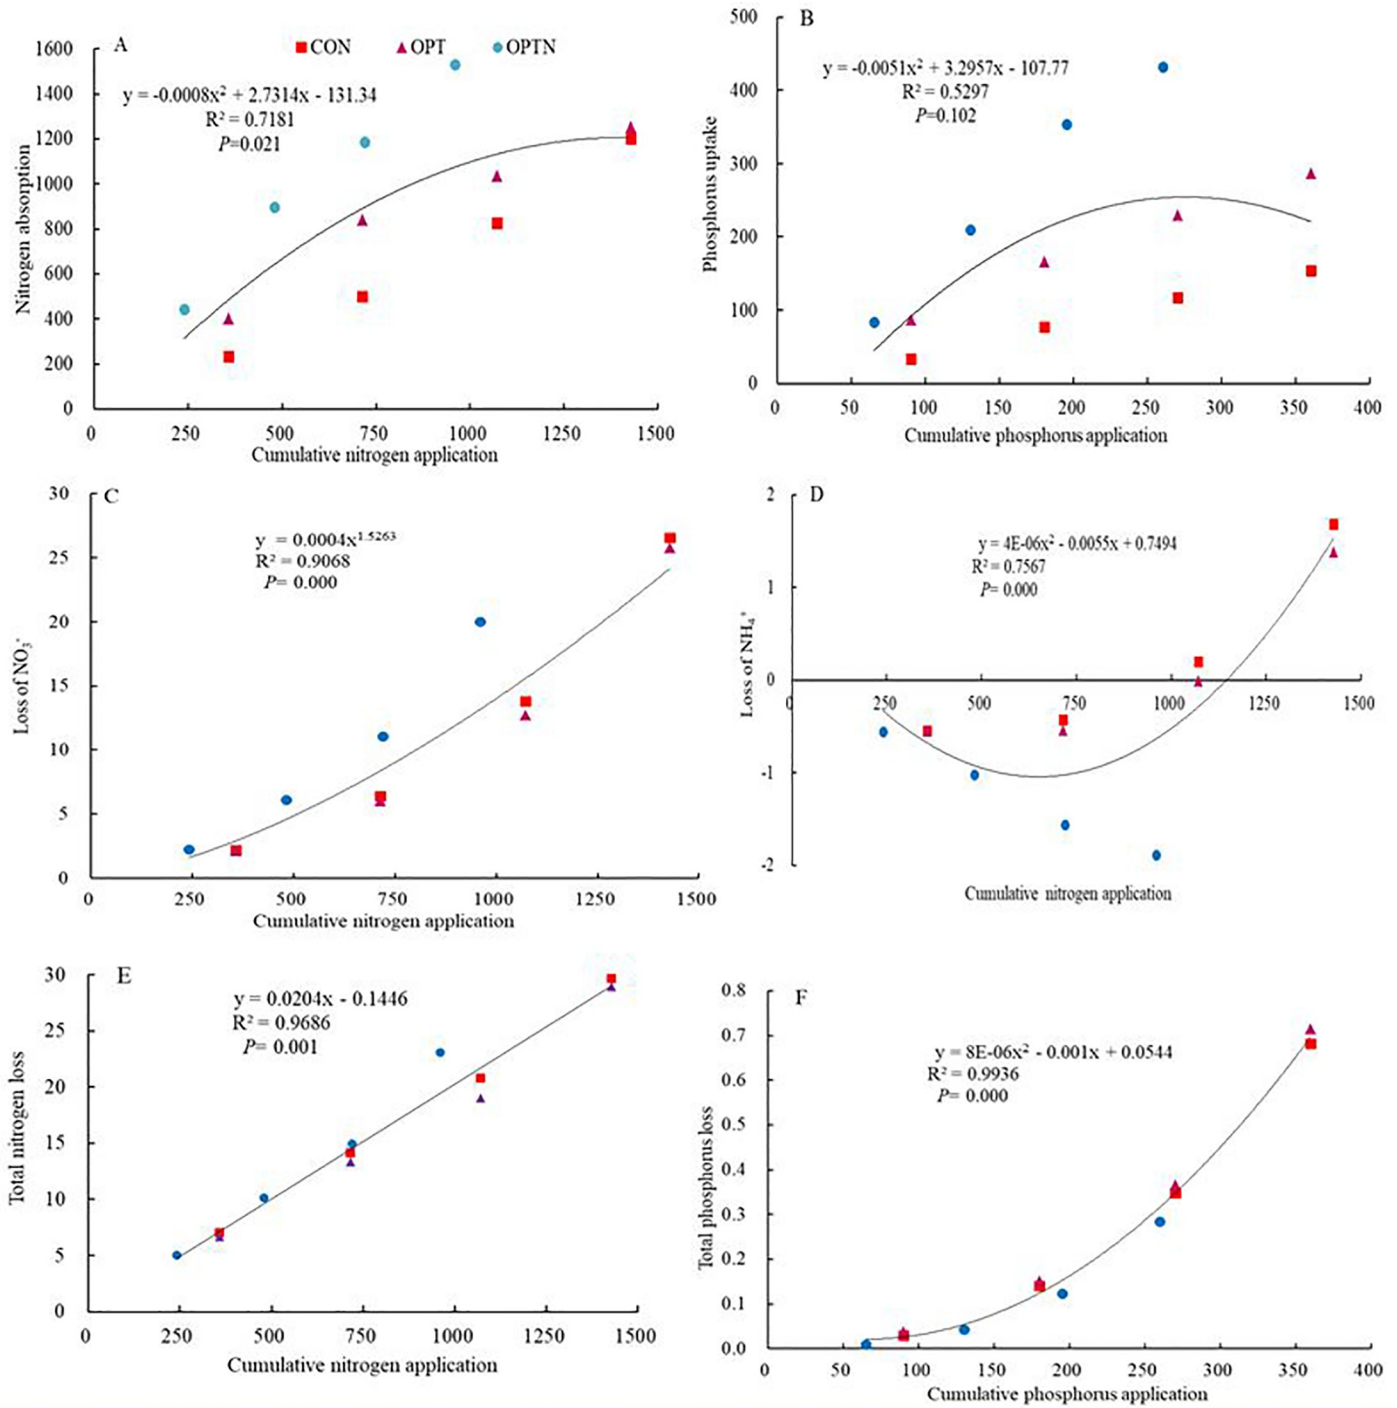 A
CON OPT OPTN
y = -0.0008x² + 2.7314x - 131.34
R² = 0.7181
P=0.021
Nitrogen absorption
1600
1400
1200
1000
800
600
400
200
0
0 250 500 750 1000 1250 1500
Cumulative nitrogen application
B
y = -0.0051x² + 3.2957x - 107.77
R² = 0.5297
P=0.102
Phosphorus uptake
500
400
300
200
100
0
0 50 100 150 200 250 300 350 400
Cumulative phosphorus application
C
y = 0.0004x¹·⁵²⁶³
R² = 0.9068
P= 0.000
Loss of NO₃⁻
30
25
20
15
10
5
0
0 250 500 750 1000 1250 1500
Cumulative nitrogen application
D
y = 4E-06x² - 0.0055x + 0.7494
R² = 0.7567
P= 0.000
Loss of NH₄⁺
2
1
0
-1
-2
0 250 500 750 1000 1250 1500
Cumulative nitrogen application
E
y = 0.0204x - 0.1446
R² = 0.9686
P= 0.001
Total nitrogen loss
30
25
20
15
10
5
0
0 250 500 750 1000 1250 1500
Cumulative nitrogen application
F
y = 8E-06x² - 0.001x + 0.0544
R² = 0.9936
P= 0.000
Total phosphorus loss
0.8
0.7
0.6
0.5
0.4
0.3
0.2
0.1
0.0
0 50 100 150 200 250 300 350 400
Cumulative phosphorus application